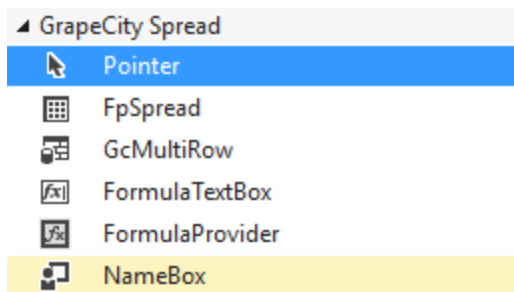 GrapeCity Spread
Pointer
FpSpread
GcMultiRow
FormulaTextBox
FormulaProvider
NameBox